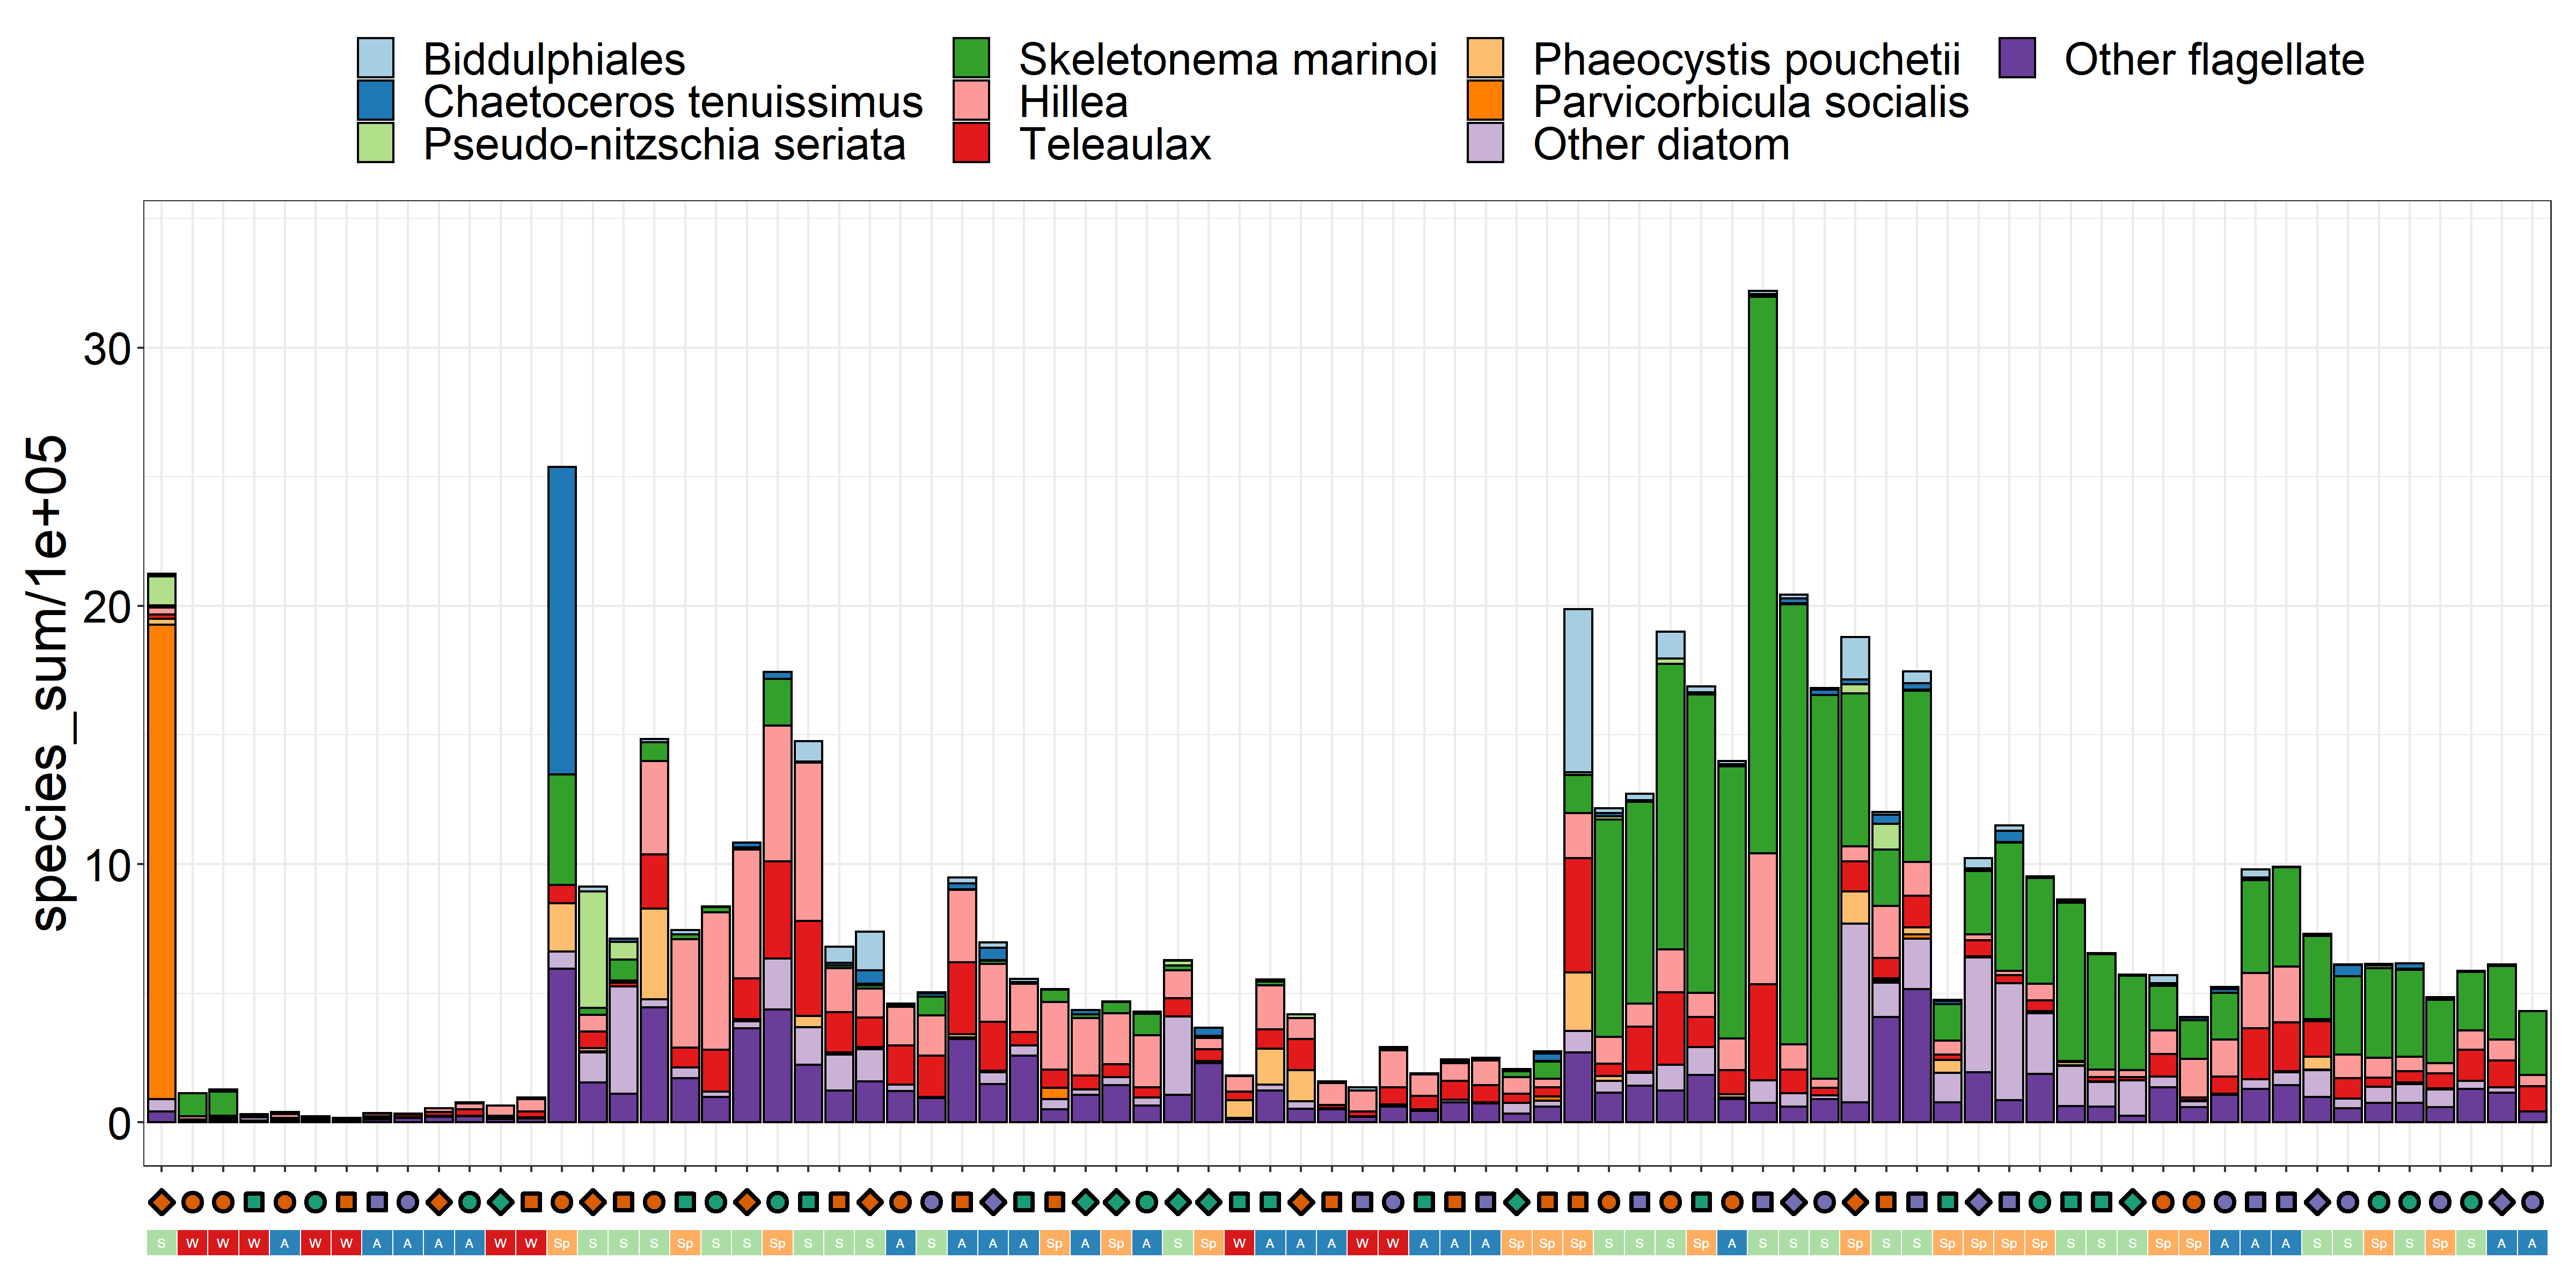 Biddulphiales Skeletonema marinoi Phaeocystis pouchetii Other flagellate
Chaetoceros tenuissimus Hillea Parvicorbicula socialis
Pseudo-nitzschia seriata Teleaulax Other diatom
species_sum/1e+05
30
20
10
0
S W W W A W W A A A A W W Sp S S S Sp S S Sp S S S A S A A A Sp A Sp A S Sp W A A A W W A A A Sp Sp Sp S S S Sp A S S S Sp S S Sp Sp Sp Sp S S S Sp Sp A A A S S Sp S Sp S A A